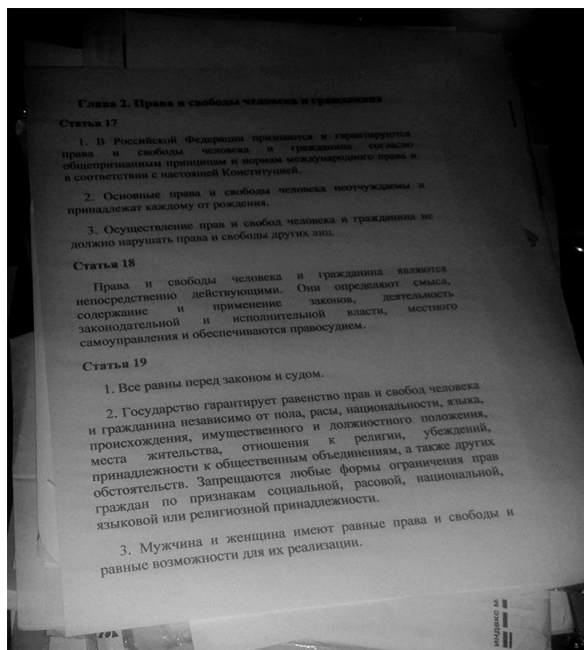 Глава 2. Права и свободы человека и гражданина
Статья 17
1. В Российской Федерации признаются и гарантируются
права и свободы человека и гражданина согласно
общепризнанным принципам и нормам международного права и
в соответствии с настоящей Конституцией.
2. Основные права и свободы человека неотчуждаемы и
принадлежат каждому от рождения.
3. Осуществление прав и свобод человека и гражданина не
должно нарушать права и свободы других лиц.
Статья 18
Права и свободы человека и гражданина являются
непосредственно действующими. Они определяют смысл,
содержание и применение законов, деятельность
законодательной и исполнительной власти, местного
самоуправления и обеспечиваются правосудием.
Статья 19
1. Все равны перед законом и судом.
2. Государство гарантирует равенство прав и свобод человека
и гражданина независимо от пола, расы, национальности, языка,
происхождения, имущественного и должностного положения,
места жительства, отношения к религии, убеждений,
принадлежности к общественным объединениям, а также других
обстоятельств. Запрещаются любые формы ограничения прав
граждан по признакам социальной, расовой, национальной,
языковой или религиозной принадлежности.
3. Мужчина и женщина имеют равные права и свободы и
равные возможности для их реализации.
индекс м